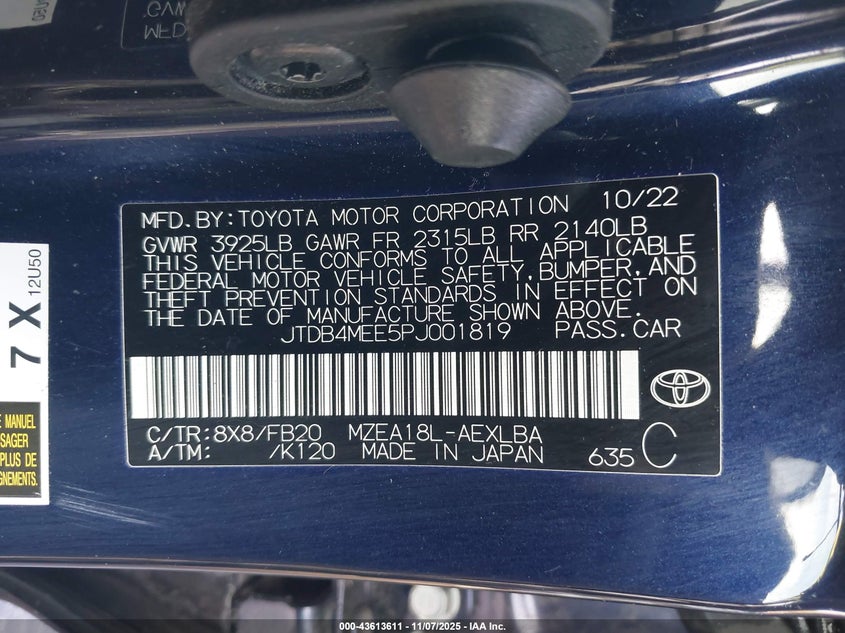 MFD.BY:TOYOTA MOTOR CORPORATION 10/22
GVWR 3925LB GAWR FR 2315LB RR 2140LB
THIS VEHICLE CONFORMS TO ALL APPLICABLE
FEDERAL MOTOR VEHICLE SAFETY,BUMPER,AND
THEFT PREVENTION STANDARDS IN EFFECT ON
THE DATE OF MANUFACTURE SHOWN ABOVE.
JTDB4MEE5PJ001819 PASS.CAR
C/TR:8X8/FB20 MZEA18L-AEXLBA
A/TM: /K120 MADE IN JAPAN 635 C
7 X 12U50
E MANUEL
SAGER
PLUS DE
GNEMENTS.
000-43613611 - 11/07/2025 - IAA Inc.